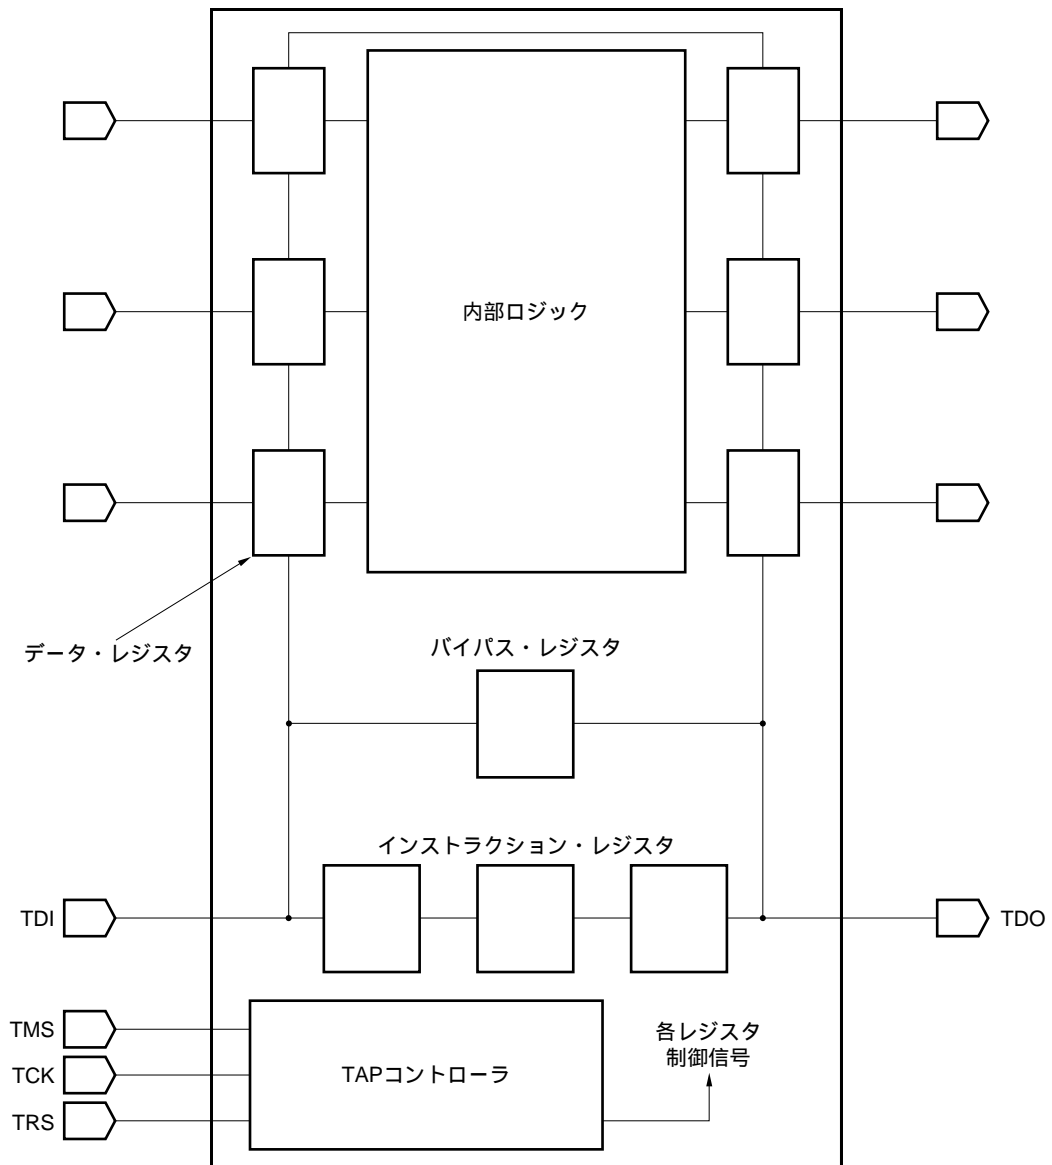 内部ロジック
データ・レジスタ
バイパス・レジスタ
インストラクション・レジスタ
TDI
TDO
TMS
TCK
TRS
TAPコントローラ
各レジスタ
制御信号